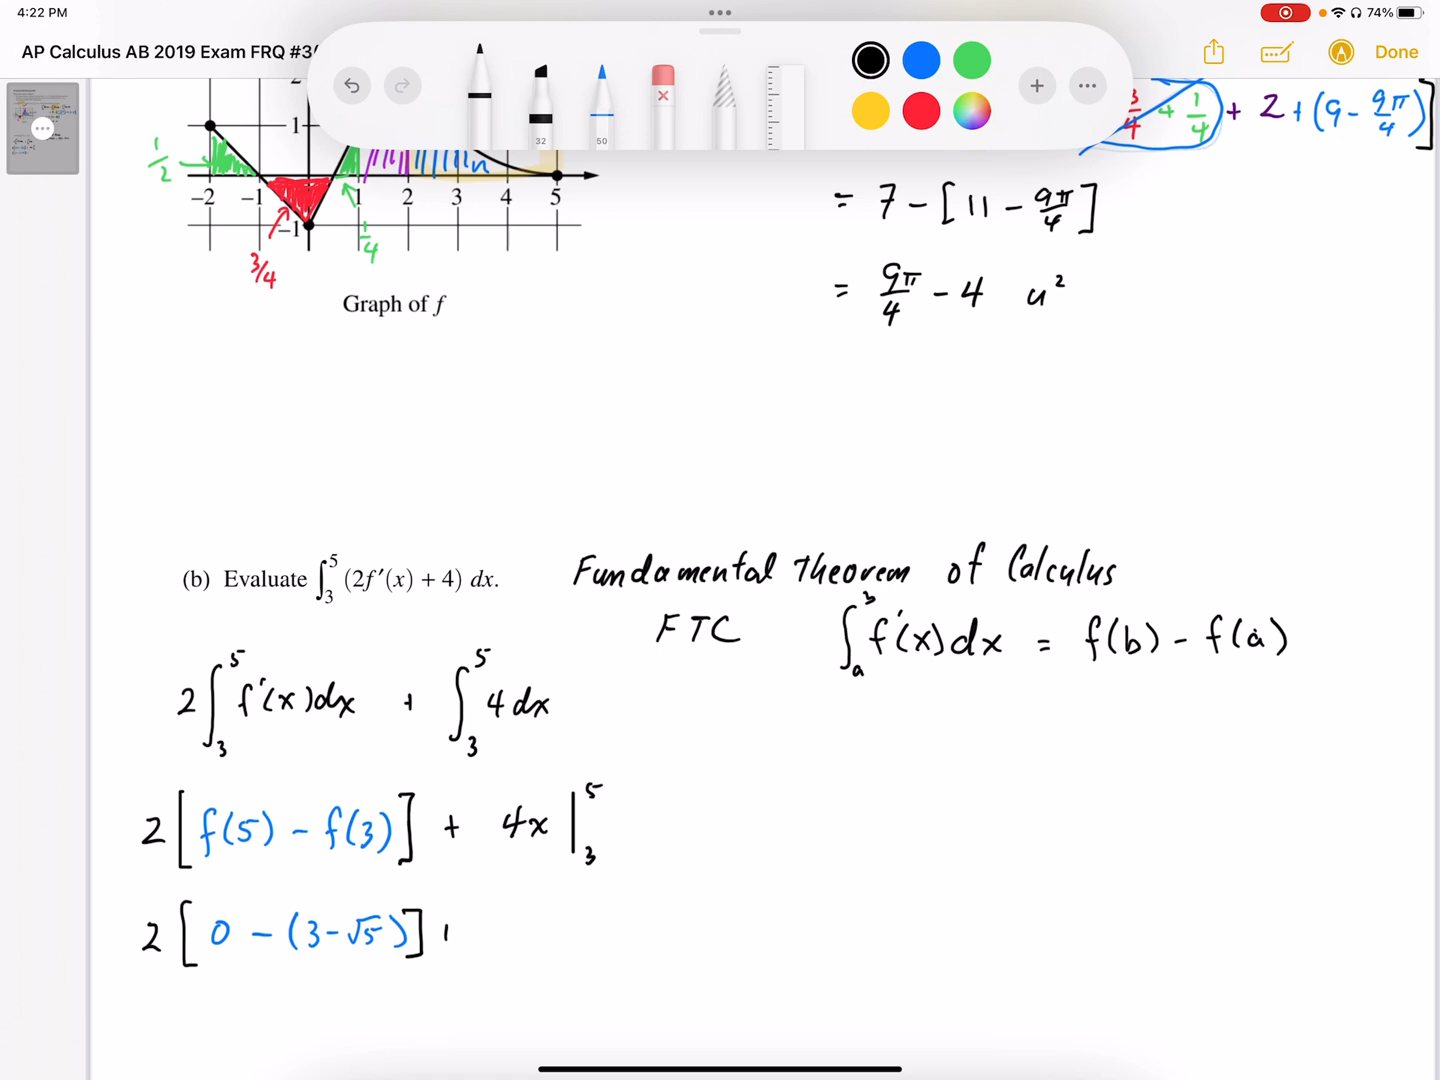 4:22 PM
74%
AP Calculus AB 2019 Exam FRQ #3(
Done
32
50
3/4 + 1/4) + 2 + (9 - 9π/4)]
1
1/2
-2 -1 1 2 3 4 5
-1
1/4
3/4
Graph of f
= 7 - [11 - 9π/4]
= 9π/4 - 4 u²
(b) Evaluate ∫₃⁵ (2f′(x) + 4) dx.
Fundamental Theorem of Calculus
FTC ∫ₐᵇ f′(x)dx = f(b) - f(a)
2∫₃⁵ f′(x)dx + ∫₃⁵ 4dx
2[f(5) - f(3)] + 4x |₃⁵
2[0 - (3-√5)]